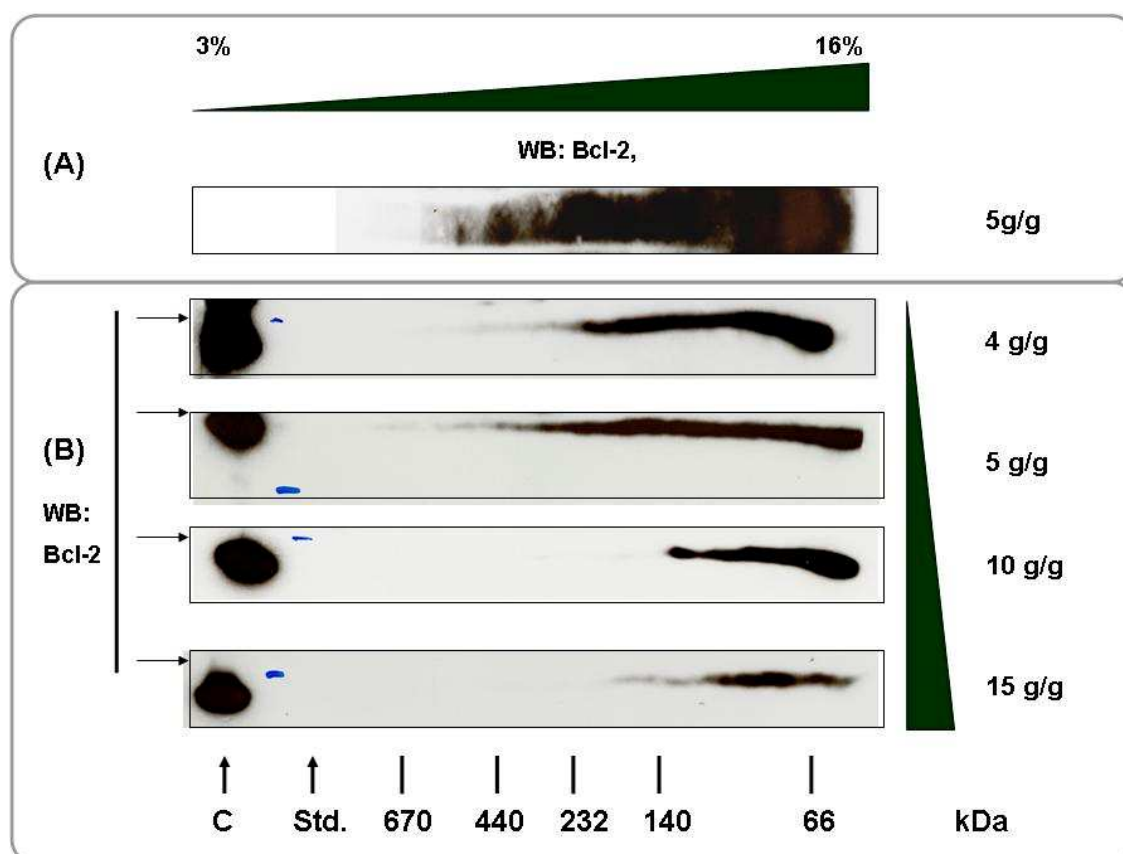 3% 16%
(A)
WB: Bcl-2,
5g/g
4 g/g
(B)
5 g/g
WB:
Bcl-2
10 g/g
15 g/g
C Std. 670 440 232 140 66 kDa